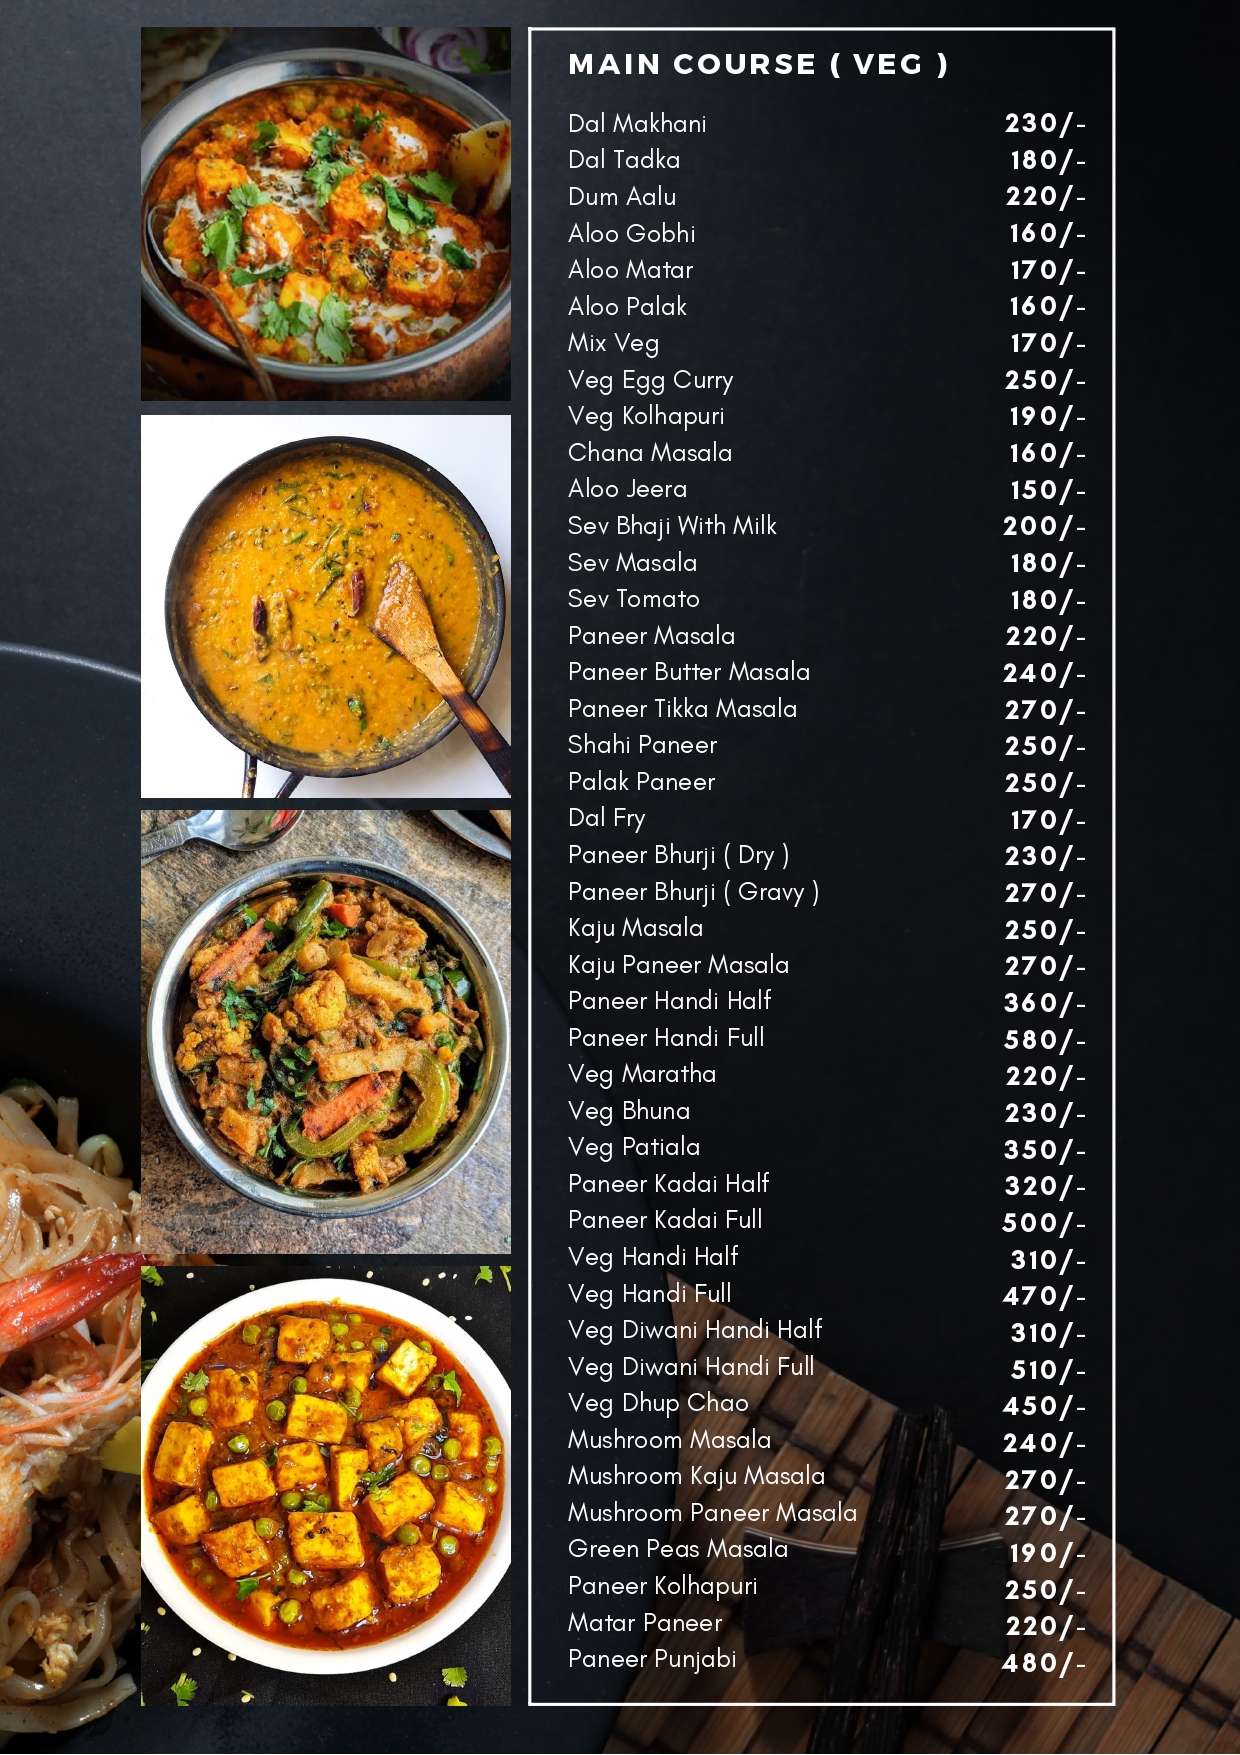 MAIN COURSE ( VEG )
Dal Makhani 230/-
Dal Tadka 180/-
Dum Aalu 220/-
Aloo Gobhi 160/-
Aloo Matar 170/-
Aloo Palak 160/-
Mix Veg 170/-
Veg Egg Curry 250/-
Veg Kolhapuri 190/-
Chana Masala 160/-
Aloo Jeera 150/-
Sev Bhaji With Milk 200/-
Sev Masala 180/-
Sev Tomato 180/-
Paneer Masala 220/-
Paneer Butter Masala 240/-
Paneer Tikka Masala 270/-
Shahi Paneer 250/-
Palak Paneer 250/-
Dal Fry 170/-
Paneer Bhurji ( Dry ) 230/-
Paneer Bhurji ( Gravy ) 270/-
Kaju Masala 250/-
Kaju Paneer Masala 270/-
Paneer Handi Half 360/-
Paneer Handi Full 580/-
Veg Maratha 220/-
Veg Bhuna 230/-
Veg Patiala 350/-
Paneer Kadai Half 320/-
Paneer Kadai Full 500/-
Veg Handi Half 310/-
Veg Handi Full 470/-
Veg Diwani Handi Half 310/-
Veg Diwani Handi Full 510/-
Veg Dhup Chao 450/-
Mushroom Masala 240/-
Mushroom Kaju Masala 270/-
Mushroom Paneer Masala 270/-
Green Peas Masala 190/-
Paneer Kolhapuri 250/-
Matar Paneer 220/-
Paneer Punjabi 480/-